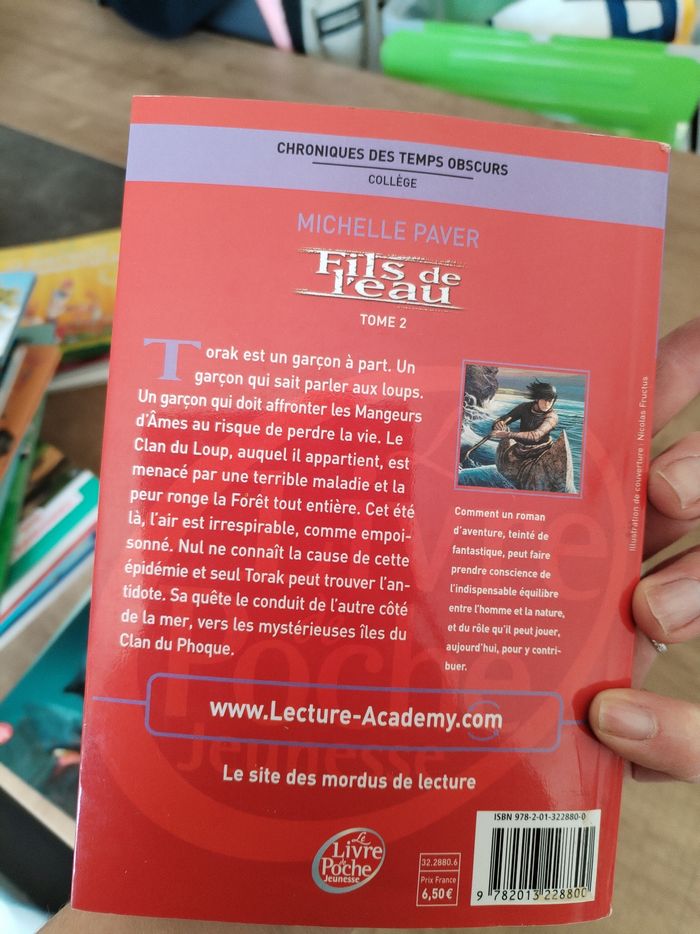 CHRONIQUES DES TEMPS OBSCURS
COLLÈGE
MICHELLE PAVER
Fils de
l'eau
TOME 2
Torak est un garçon à part. Un
garçon qui sait parler aux loups.
Un garçon qui doit affronter les Mangeurs
d'Âmes au risque de perdre la vie. Le
Clan du Loup, auquel il appartient, est
menacé par une terrible maladie et la
peur ronge la Forêt tout entière. Cet été
là, l'air est irrespirable, comme empoi-
sonné. Nul ne connaît la cause de cette
épidémie et seul Torak peut trouver l'an-
tidote. Sa quête le conduit de l'autre côté
de la mer, vers les mystérieuses îles du
Clan du Phoque.
Comment un roman
d'aventure, teinté de
fantastique, peut faire
prendre conscience de
l'indispensable équilibre
entre l'homme et la nature,
et du rôle qu'il peut jouer,
aujourd'hui, pour y contri-
buer.
Illustration de couverture : Nicolas Fructus
www.Lecture-Academy.com
Le site des mordus de lecture
Le
Livre
de
Poche
Jeunesse
32.2880.6
Prix France
6,50 €
ISBN 978-2-01-322880-0
9 782013 228800
Le
Livre
de
Poche
Jeunesse